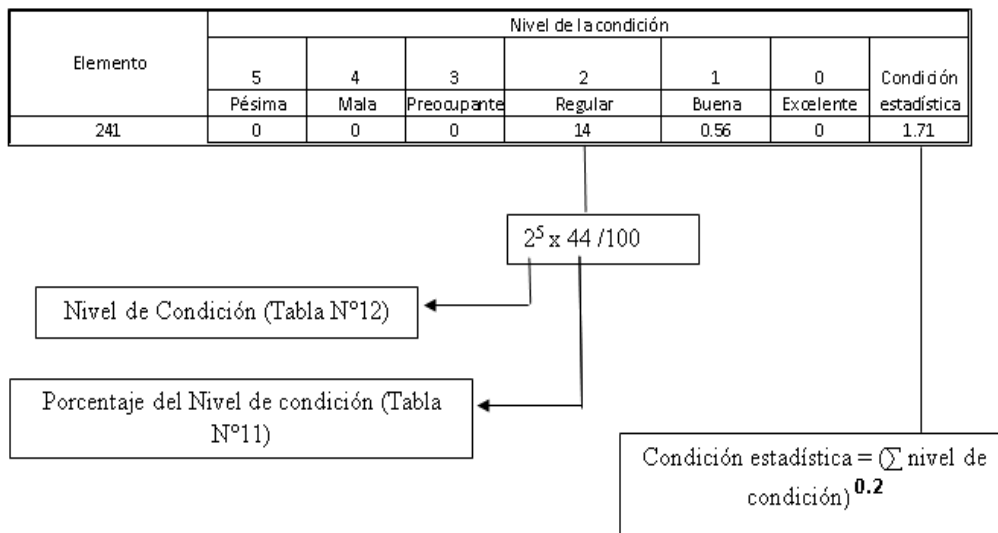 Nivel de la condición
Elemento
5 4 3 2 1 0 Condición
Pésima Mala Preocupante Regular Buena Excelente estadística
241 0 0 0 14 0.56 0 1.71
2⁵ x 44 /100
Nivel de Condición (Tabla Nº12)
Porcentaje del Nivel de condición (Tabla
Nº11)
Condición estadística = (∑ nivel de
condición)⁰·²